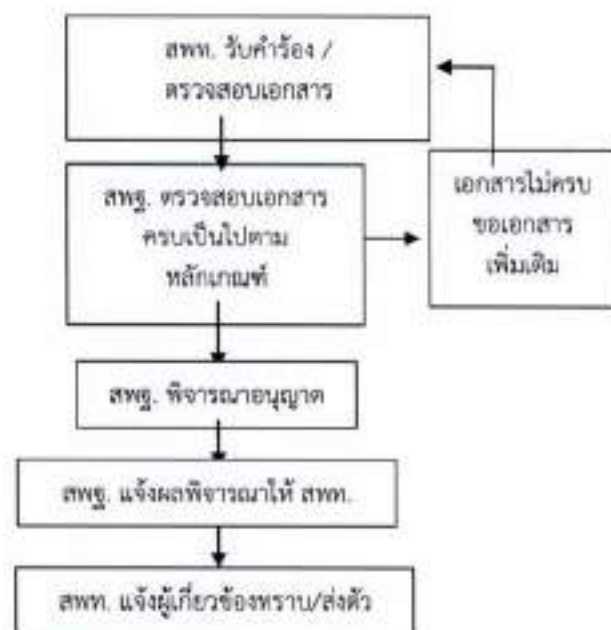 สพท. รับคำร้อง /
ตรวจสอบเอกสาร
สพฐ. ตรวจสอบเอกสาร
ครบเป็นไปตาม
หลักเกณฑ์
เอกสารไม่ครบ
ขอเอกสาร
เพิ่มเติม
สพฐ. พิจารณาอนุญาต
สพฐ. แจ้งผลพิจารณาให้ สพท.
สพท. แจ้งผู้เกี่ยวข้องทราบ/ส่งตัว